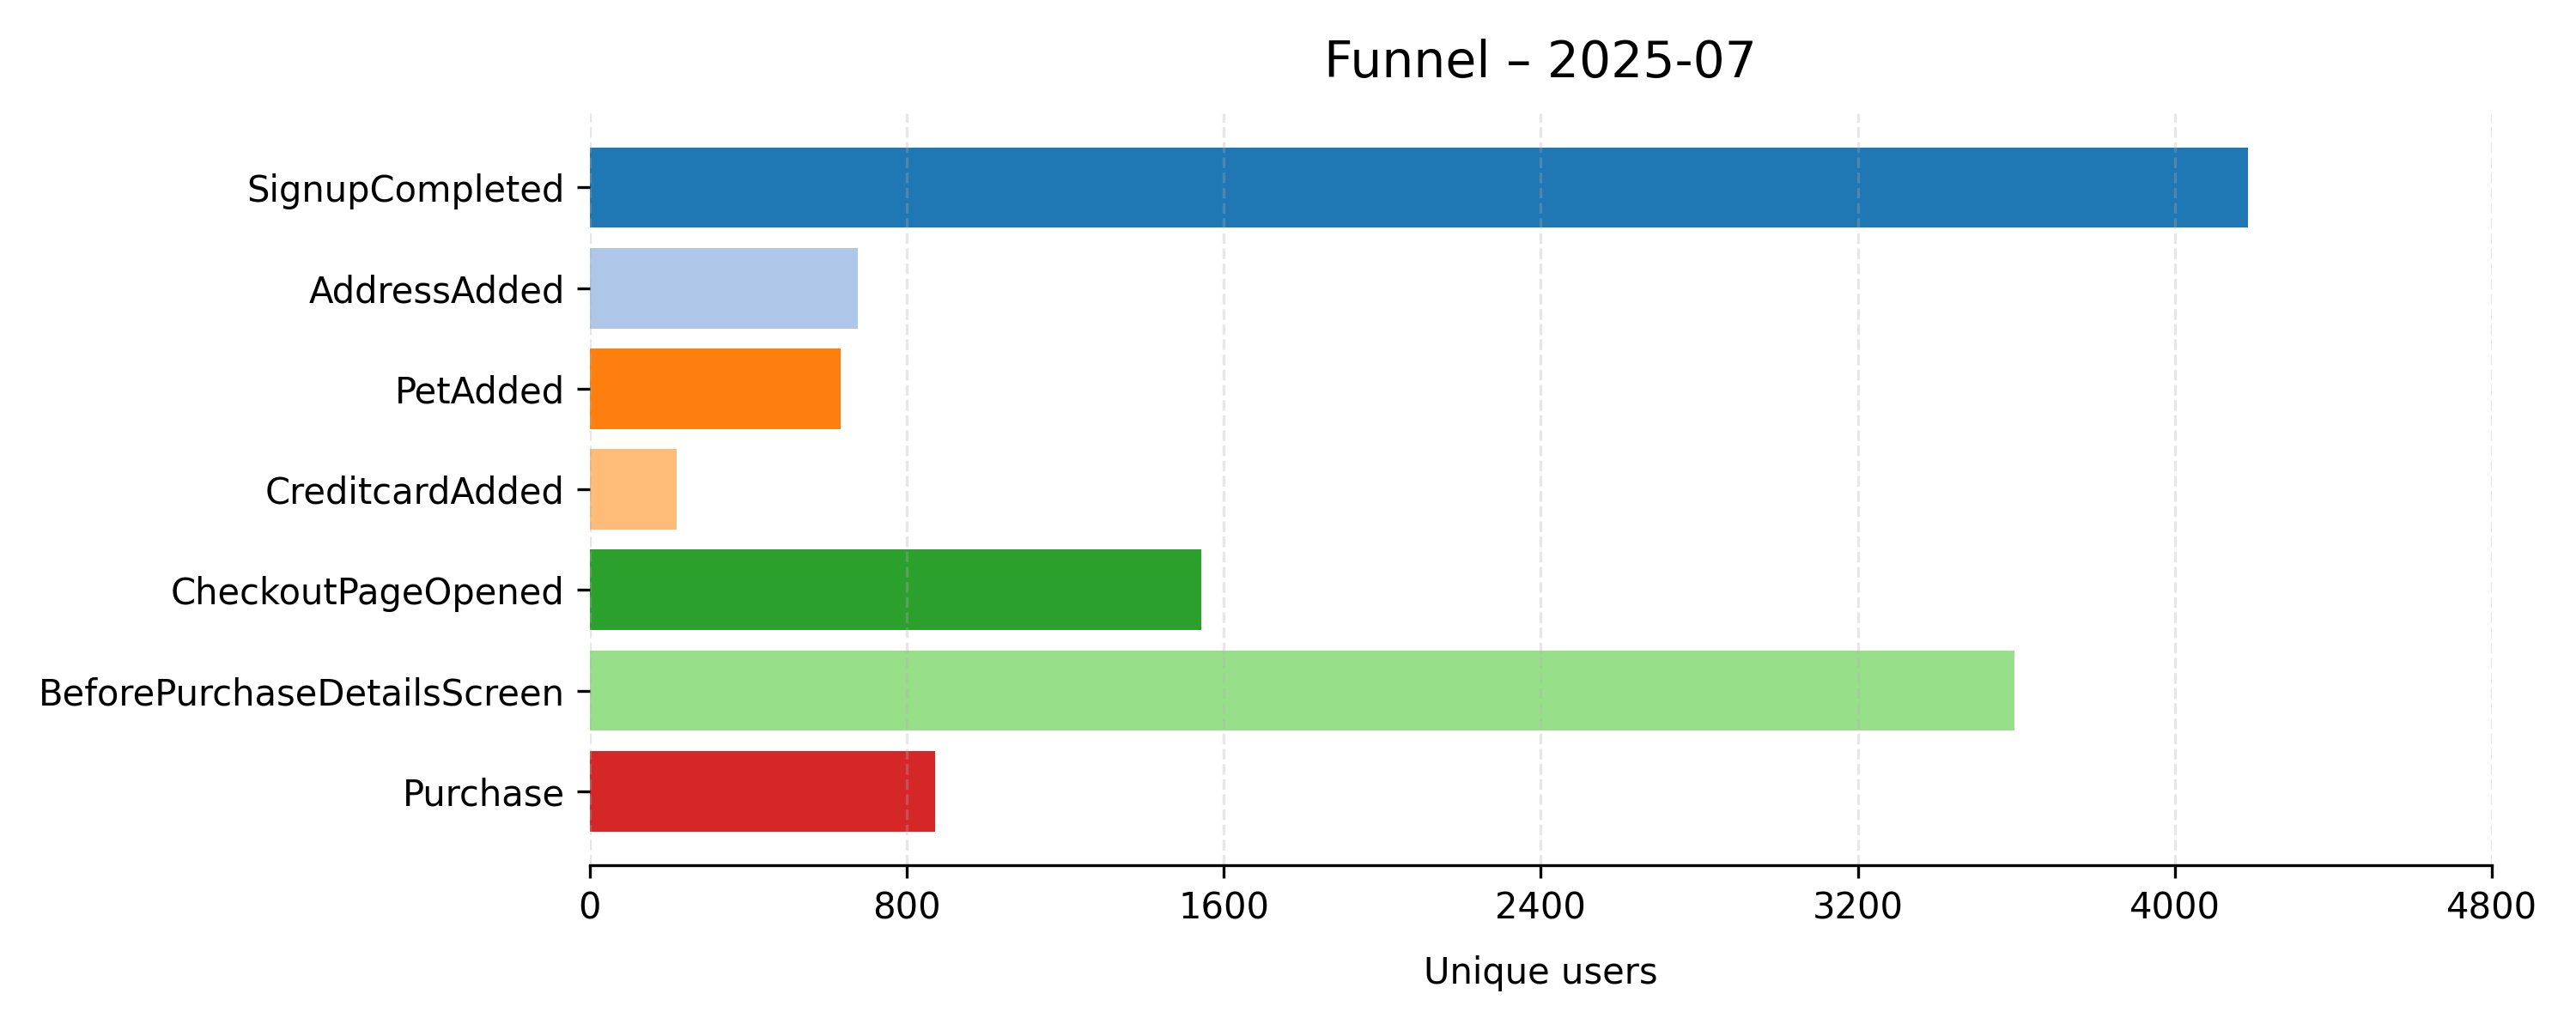 Funnel – 2025-07
SignupCompleted
AddressAdded
PetAdded
CreditcardAdded
CheckoutPageOpened
BeforePurchaseDetailsScreen
Purchase
0 800 1600 2400 3200 4000 4800
Unique users